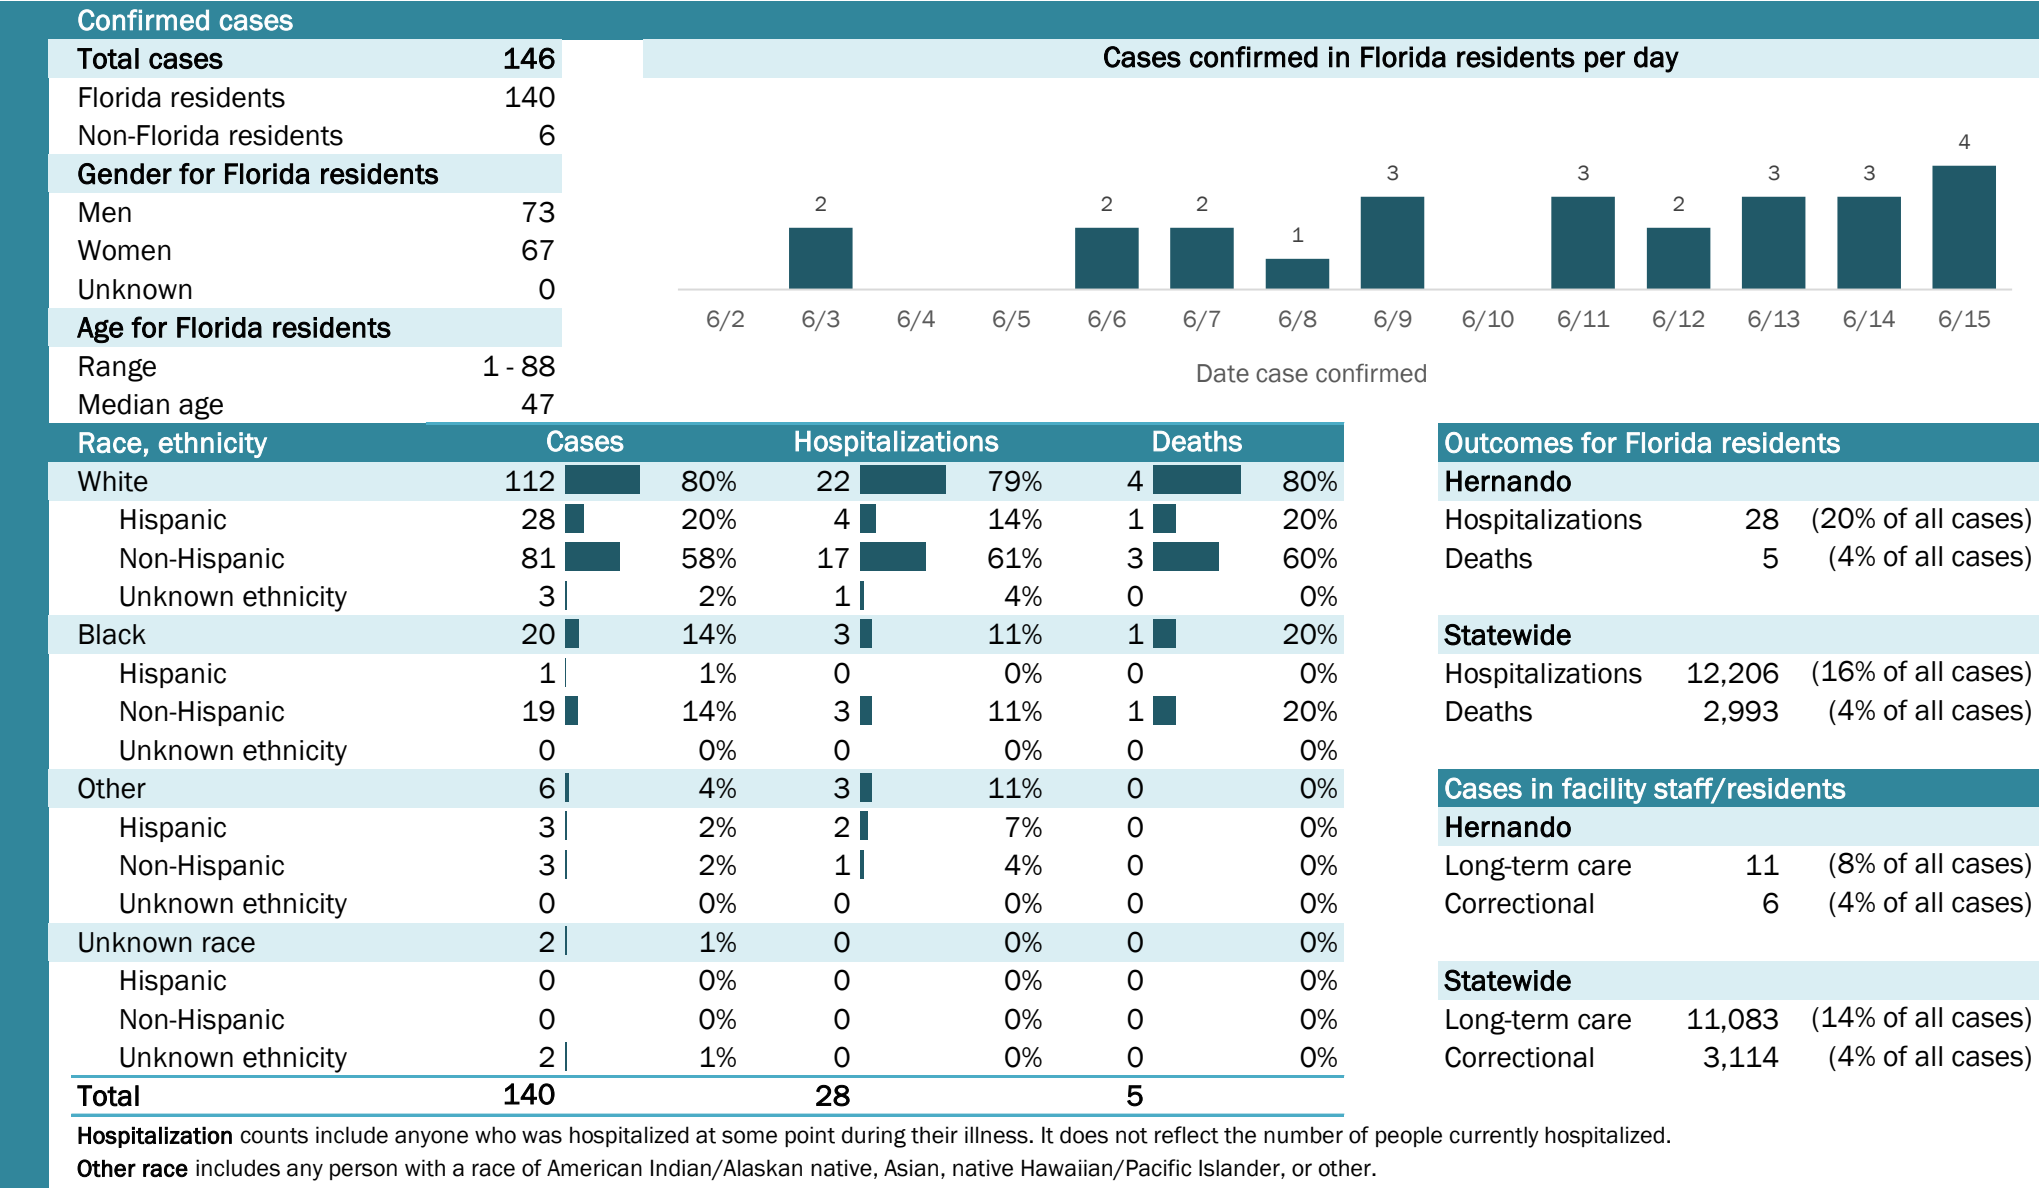 Confirmed cases
Total cases 146
Florida residents 140
Non-Florida residents 6
Gender for Florida residents
Men 73
Women 67
Unknown 0
Age for Florida residents
Range 1 - 88
Median age 47
Cases confirmed in Florida residents per day
2 2 2 1 3 3 2 3 3 4
6/2 6/3 6/4 6/5 6/6 6/7 6/8 6/9 6/10 6/11 6/12 6/13 6/14 6/15
Date case confirmed
Race, ethnicity Cases Hospitalizations Deaths
White 112 80% 22 79% 4 80%
Hispanic 28 20% 4 14% 1 20%
Non-Hispanic 81 58% 17 61% 3 60%
Unknown ethnicity 3 2% 1 4% 0 0%
Black 20 14% 3 11% 1 20%
Hispanic 1 1% 0 0% 0 0%
Non-Hispanic 19 14% 3 11% 1 20%
Unknown ethnicity 0 0% 0 0% 0 0%
Other 6 4% 3 11% 0 0%
Hispanic 3 2% 2 7% 0 0%
Non-Hispanic 3 2% 1 4% 0 0%
Unknown ethnicity 0 0% 0 0% 0 0%
Unknown race 2 1% 0 0% 0 0%
Hispanic 0 0% 0 0% 0 0%
Non-Hispanic 0 0% 0 0% 0 0%
Unknown ethnicity 2 1% 0 0% 0 0%
Total 140 28 5
Outcomes for Florida residents
Hernando
Hospitalizations 28 (20% of all cases)
Deaths 5 (4% of all cases)
Statewide
Hospitalizations 12,206 (16% of all cases)
Deaths 2,993 (4% of all cases)
Cases in facility staff/residents
Hernando
Long-term care 11 (8% of all cases)
Correctional 6 (4% of all cases)
Statewide
Long-term care 11,083 (14% of all cases)
Correctional 3,114 (4% of all cases)
Hospitalization counts include anyone who was hospitalized at some point during their illness. It does not reflect the number of people currently hospitalized.
Other race includes any person with a race of American Indian/Alaskan native, Asian, native Hawaiian/Pacific Islander, or other.